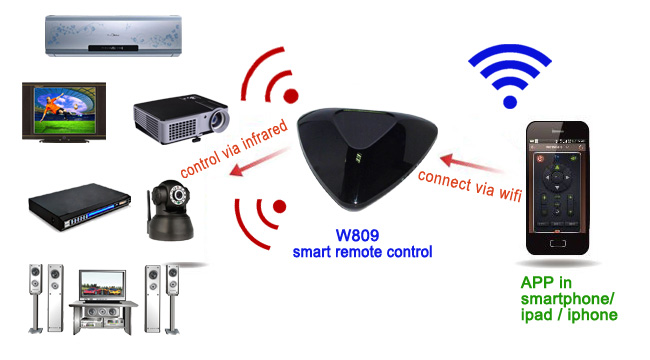 control via infrared
connect via wifi
W809
smart remote control
APP in
smartphone/
ipad / iphone